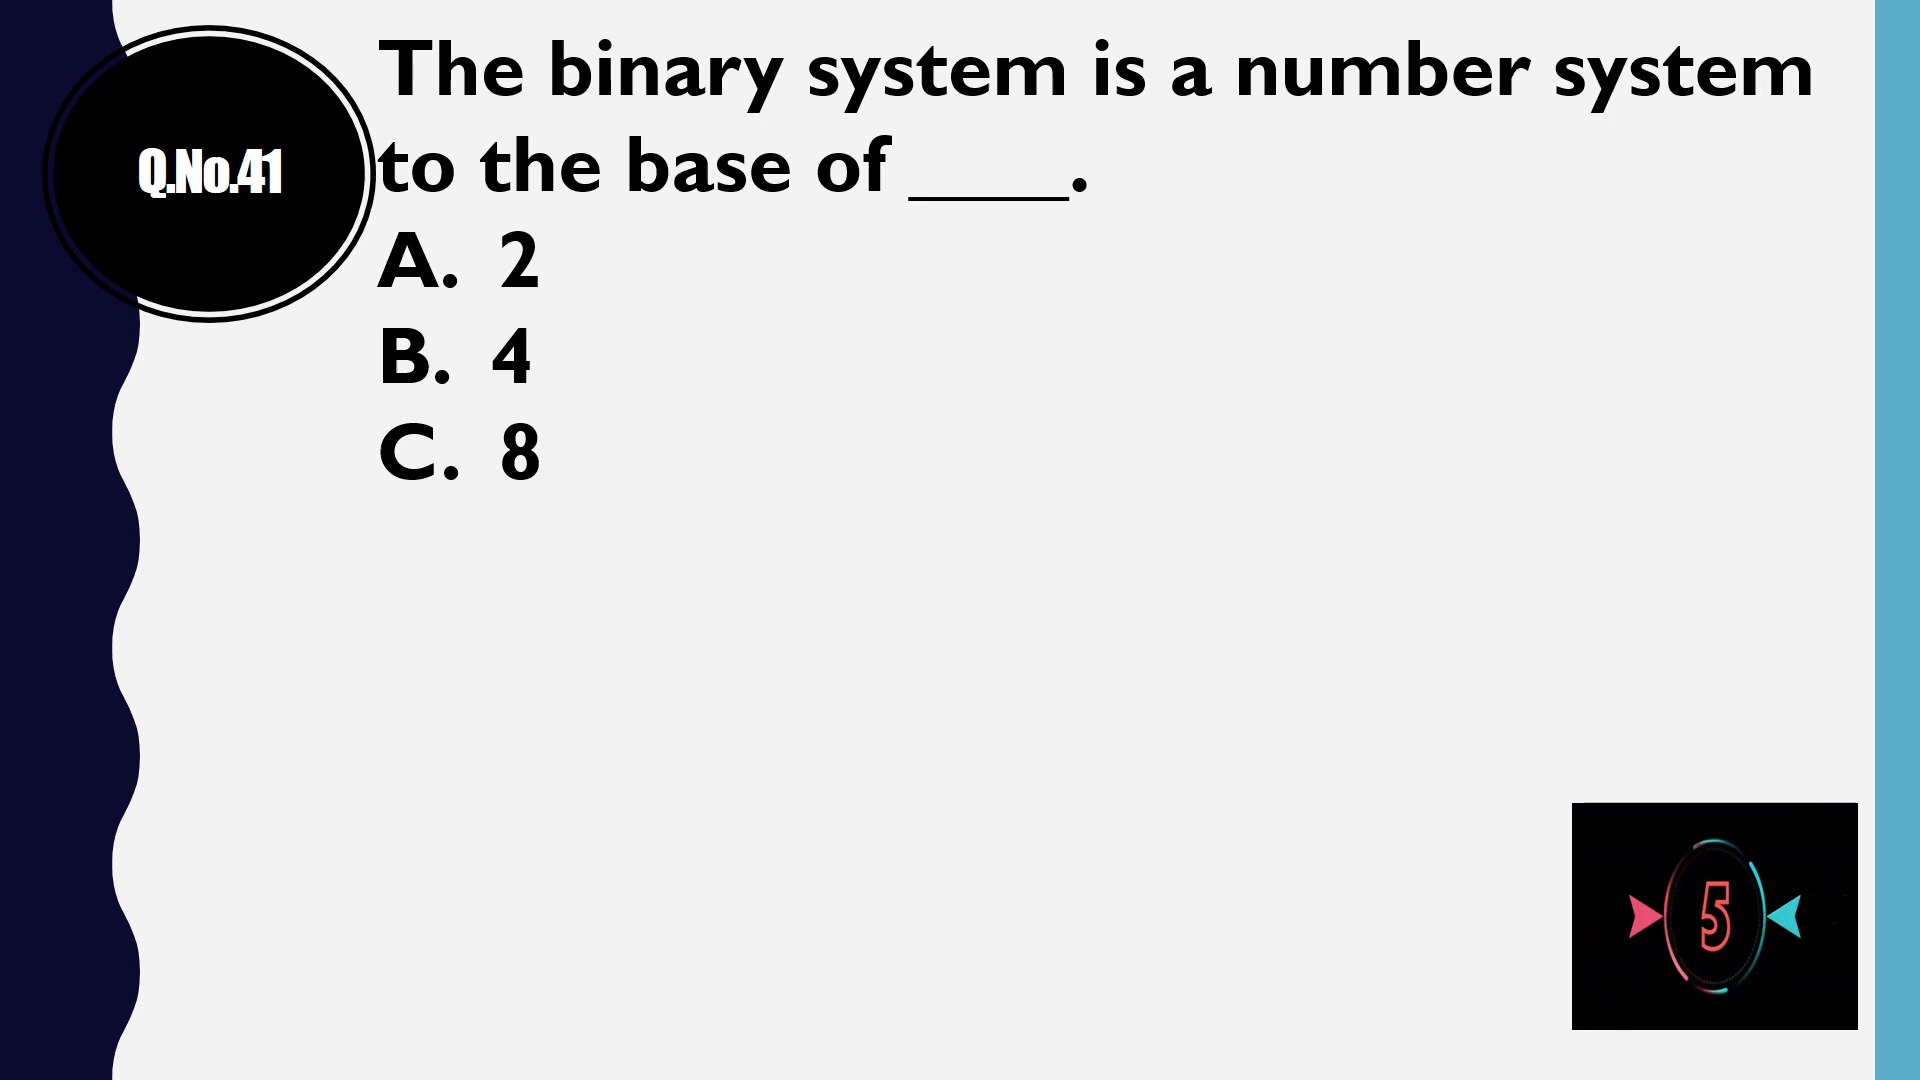 Q.No.41
The binary system is a number system
to the base of ____.
A. 2
B. 4
C. 8
5